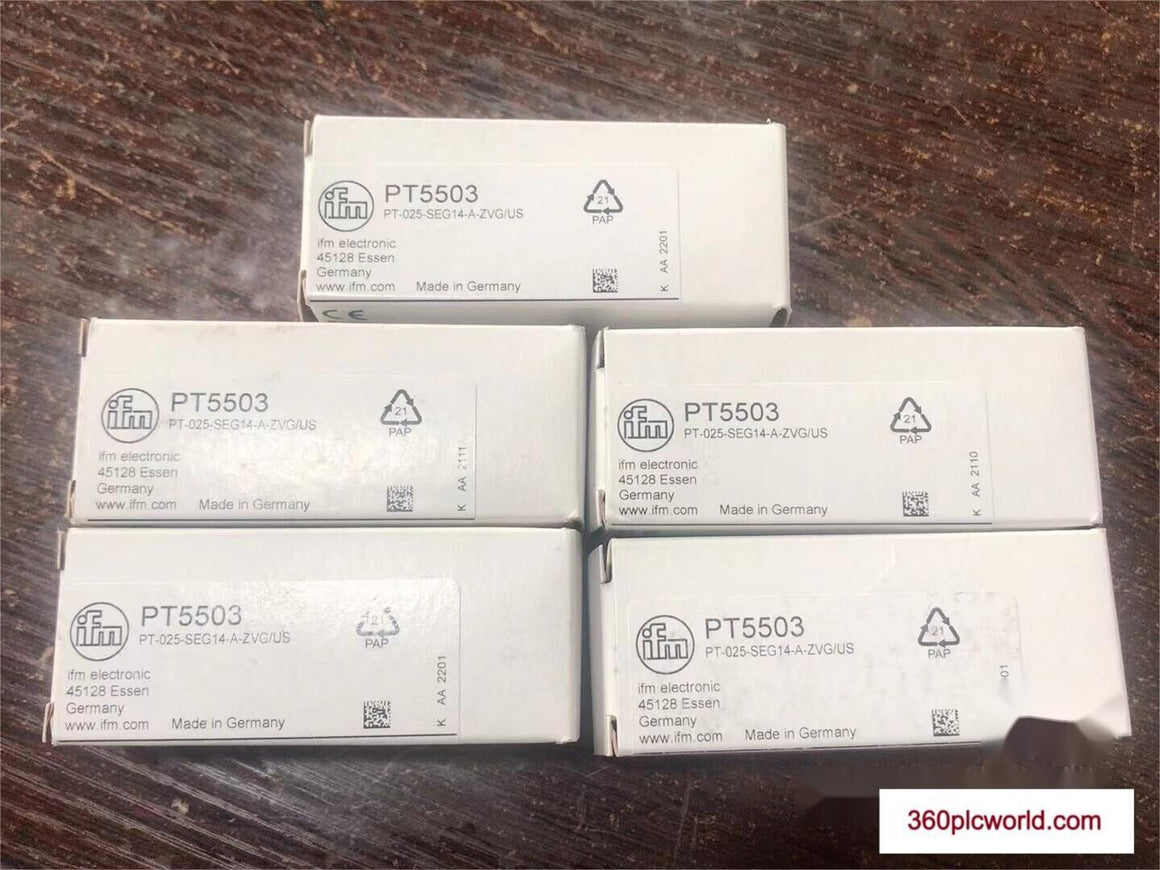 ifm
PT5503
PT-025-SEG14-A-ZVG/US
21
PAP
ifm electronic
45128 Essen
Germany
www.ifm.com Made in Germany
K AA 2201
CE
ifm
PT5503
PT-025-SEG14-A-ZVG/US
21
PAP
ifm electronic
45128 Essen
Germany
www.ifm.com Made in Germany
K AA 2111
ifm
PT5503
PT-025-SEG14-A-ZVG/US
21
PAP
ifm electronic
45128 Essen
Germany
www.ifm.com Made in Germany
K AA 2110
ifm
PT5503
PT-025-SEG14-A-ZVG/US
21
PAP
ifm electronic
45128 Essen
Germany
www.ifm.com Made in Germany
K AA 2201
ifm
PT5503
PT-025-SEG14-A-ZVG/US
21
PAP
ifm electronic
45128 Essen
Germany
www.ifm.com Made in Germany
01
360plcworld.com